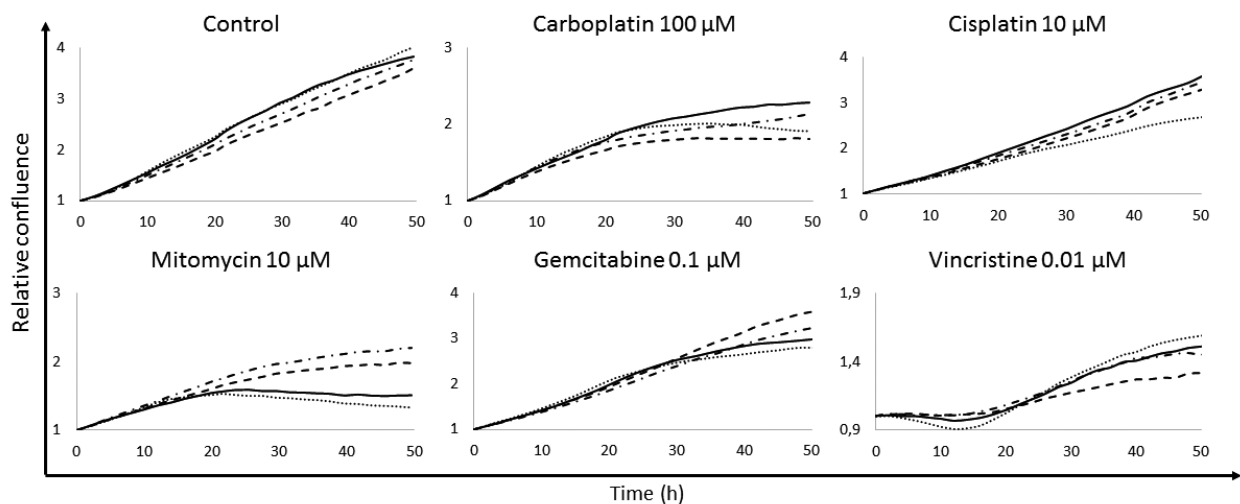 Relative confluence
Control
4
3
2
1
0 10 20 30 40 50
Carboplatin 100 µM
3
2
1
0 10 20 30 40 50
Cisplatin 10 µM
4
3
2
1
0 10 20 30 40 50
Mitomycin 10 µM
3
2
1
0 10 20 30 40 50
Gemcitabine 0.1 µM
4
3
2
1
0 10 20 30 40 50
Vincristine 0.01 µM
1,9
1,4
0,9
0 10 20 30 40 50
Time (h)